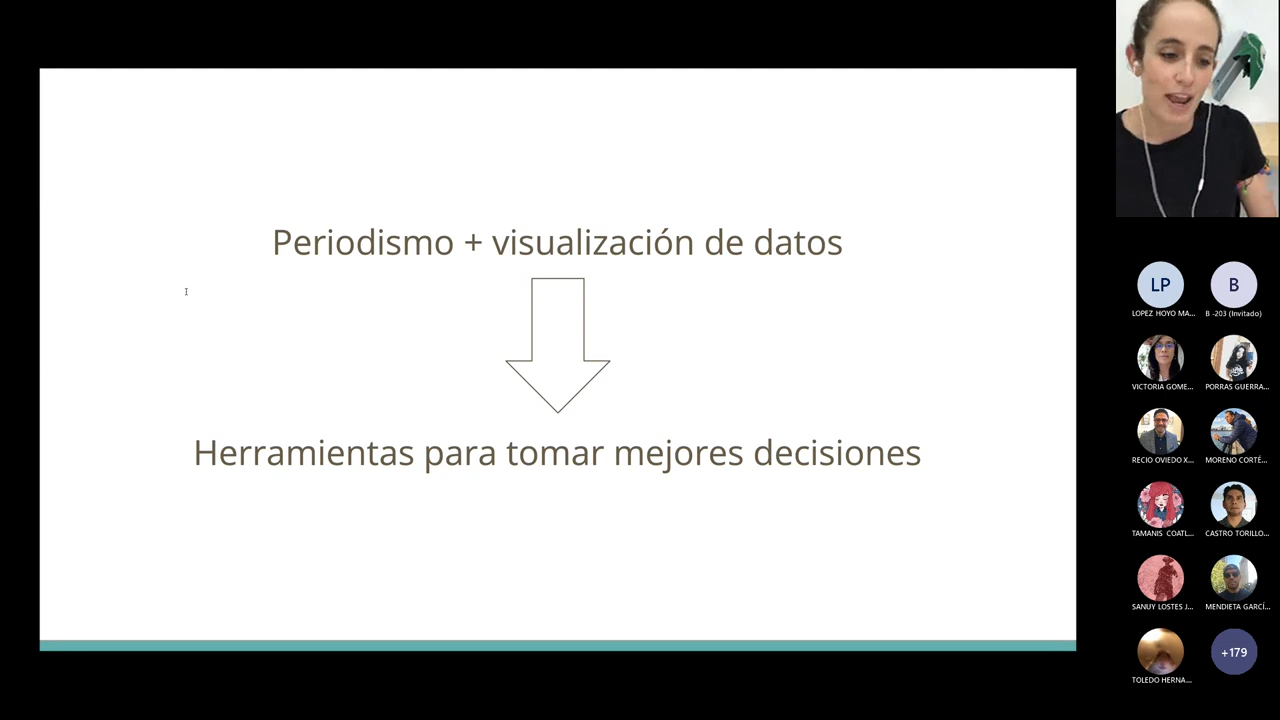 Periodismo + visualización de datos
Herramientas para tomar mejores decisiones
LP
B
LOPEZ HOYO MA...
B -203 (Invitado)
VICTORIA GOME...
PORRAS GUERRA...
RECIO OVIEDO X...
MORENO CORTÉ...
TAMANIS COATL...
CASTRO TORILLO...
SANUY LOSTES J...
MENDIETA GARCÍ...
TOLEDO HERNA...
+179